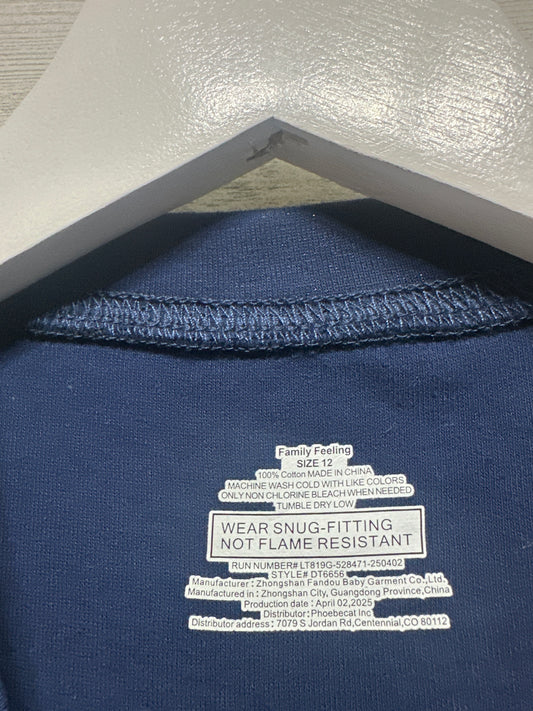 Family Feeling
SIZE 12
100% Cotton MADE IN CHINA
MACHINE WASH COLD WITH LIKE COLORS
ONLY NON CHLORINE BLEACH WHEN NEEDED
TUMBLE DRY LOW
WEAR SNUG-FITTING
NOT FLAME RESISTANT
RUN NUMBER# LT819G-528471-250402
STYLE# DT6656
Manufacturer : Zhongshan Fandou Baby Garment Co.,Ltd.
Manufactured in : Zhongshan City, Guangdong Province,China
Production date : April 02,2025
Distributor: Phoebecat Inc
Distributor address : 7079 S Jordan Rd,Centennial,CO 80112